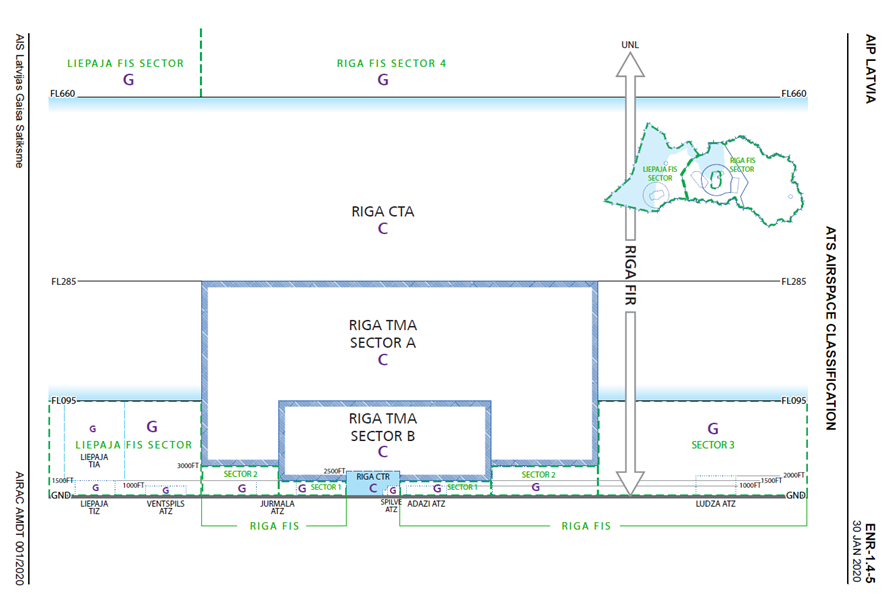 AIP LATVIA
ATS AIRSPACE CLASSIFICATION
ENR-1.4-5
30 JAN 2020
AIS Latvijas Gaisa Satiksme
AIRAC AMDT 001/2020
UNL
LIEPAJA FIS SECTOR
G
RIGA FIS SECTOR 4
G
FL660
FL660
LIEPAJA FIS
SECTOR
RIGA FIS
SECTOR
RIGA CTA
C
RIGA FIR
FL285
FL285
RIGA TMA
SECTOR A
C
FL095
FL095
RIGA TMA
SECTOR B
C
G
G
LIEPAJA FIS SECTOR
LIEPAJA
TIA
G
SECTOR 3
3000FT
2500FT
SECTOR 2
SECTOR 2
RIGA CTR
C
1500FT
1000FT
2000FT
1500FT
1000FT
G
G
G
G
SECTOR 1
G
G
SECTOR 1
G
GND
GND
LIEPAJA
TIZ
VENTSPILS
ATZ
JURMALA
ATZ
SPILVE
ATZ
ADAZI ATZ
LUDZA ATZ
RIGA FIS
RIGA FIS